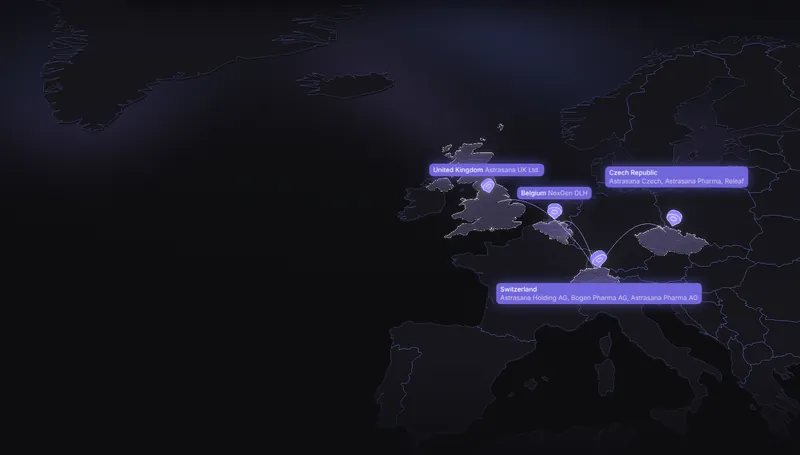 United Kingdom Astrasana UK Ltd.
Czech Republic
Astrasana Czech, Astrasana Pharma, Releaf
Belgium NexGen DLH
Switzerland
Astrasana Holding AG, Bogen Pharma AG, Astrasana Pharma AG